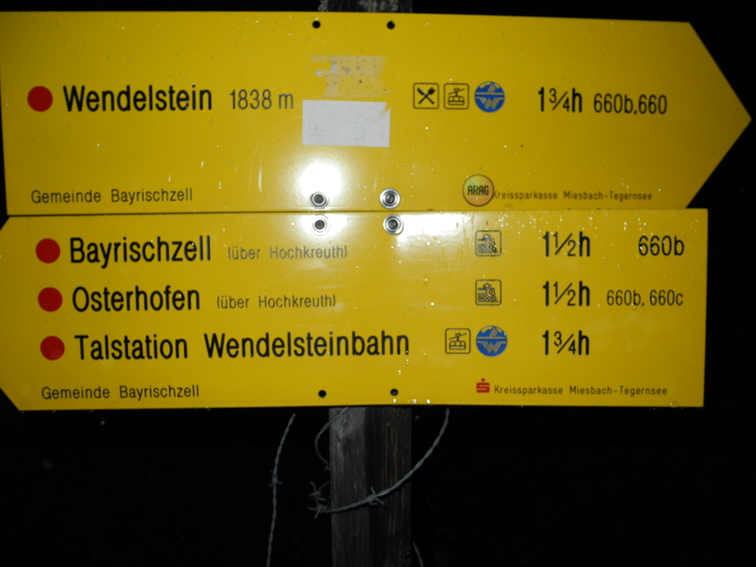 Wendelstein 1838 m 1¾h 660b,660
Gemeinde Bayrischzell ARAG Kreissparkasse Miesbach-Tegernsee
Bayrischzell (über Hochkreuth) 1½h 660b
Osterhofen (über Hochkreuth) 1½h 660b, 660c
Talstation Wendelsteinbahn 1¾h
Gemeinde Bayrischzell Kreissparkasse Miesbach-Tegernsee